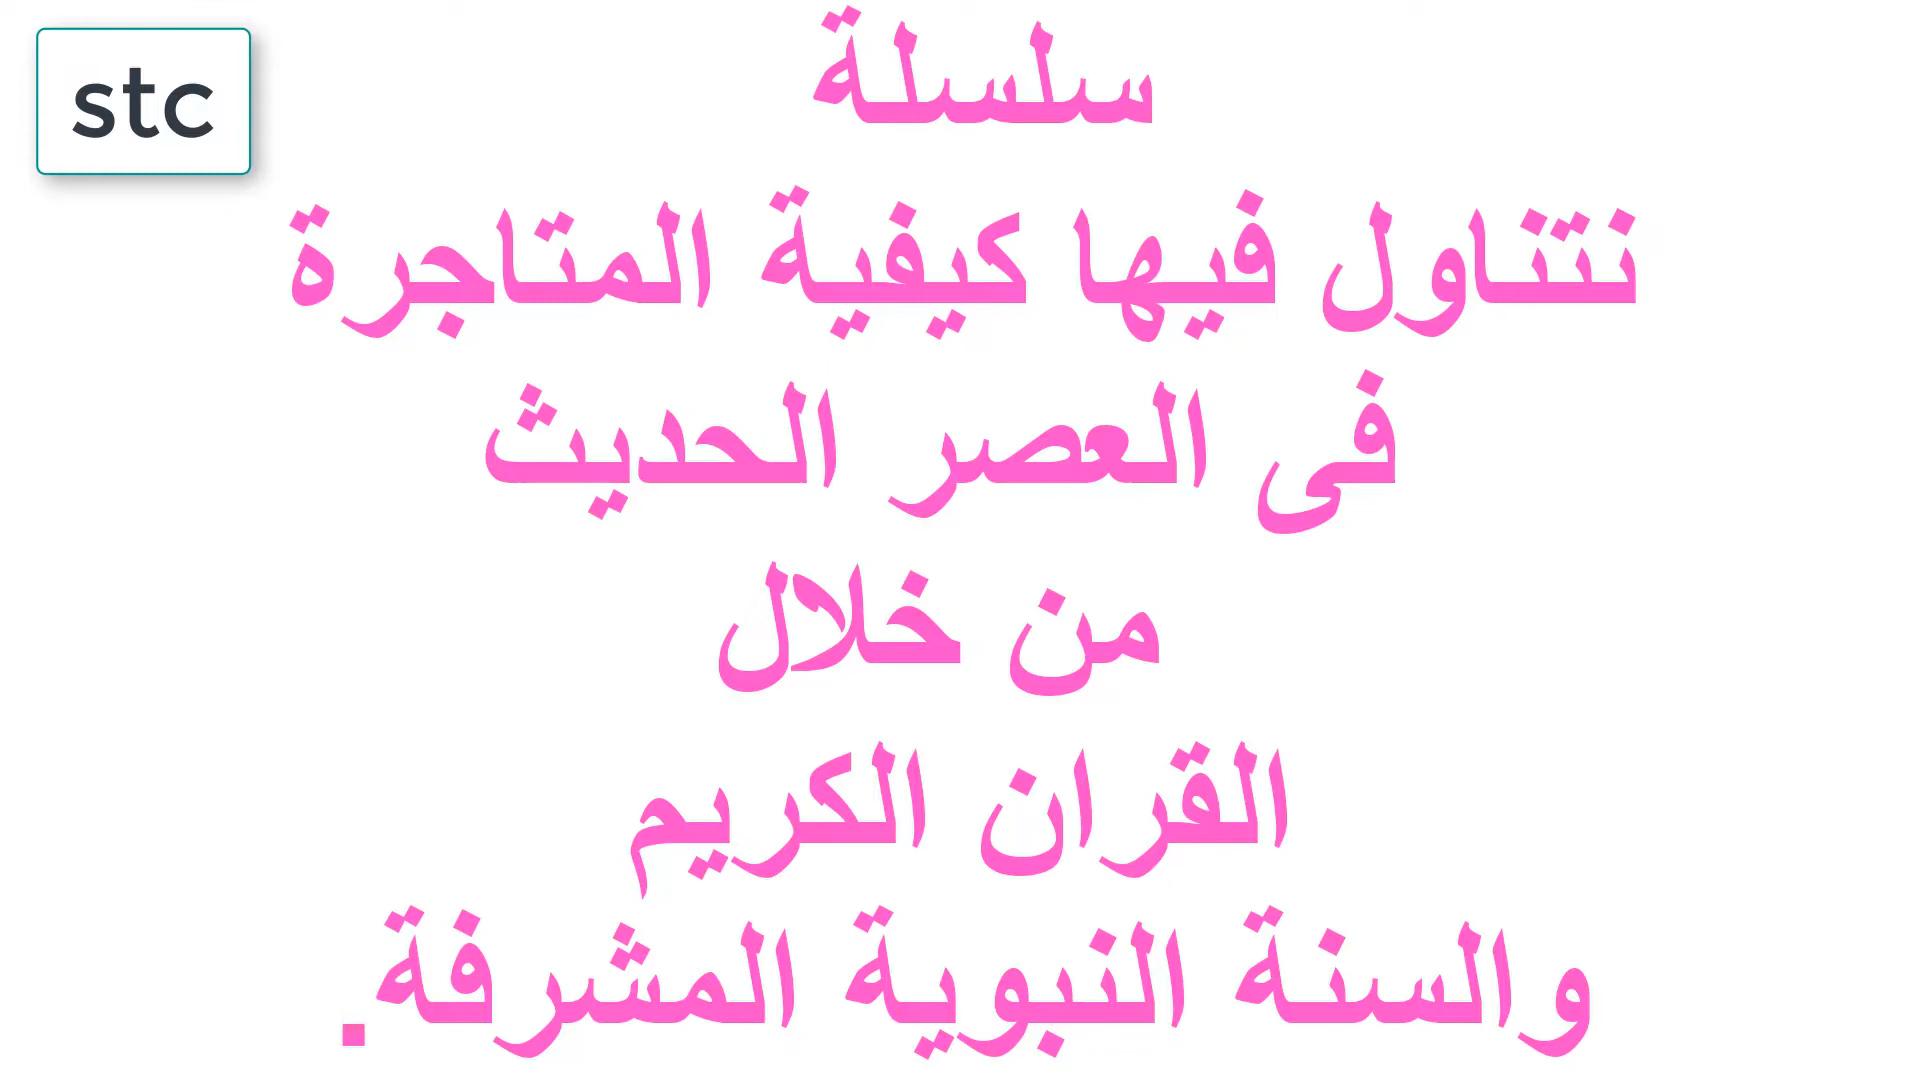 stc
سلسلة
نتناول فيها كيفية المتاجرة
فى العصر الحديث
من خلال
القران الكريم
والسنة النبوية المشرفة.